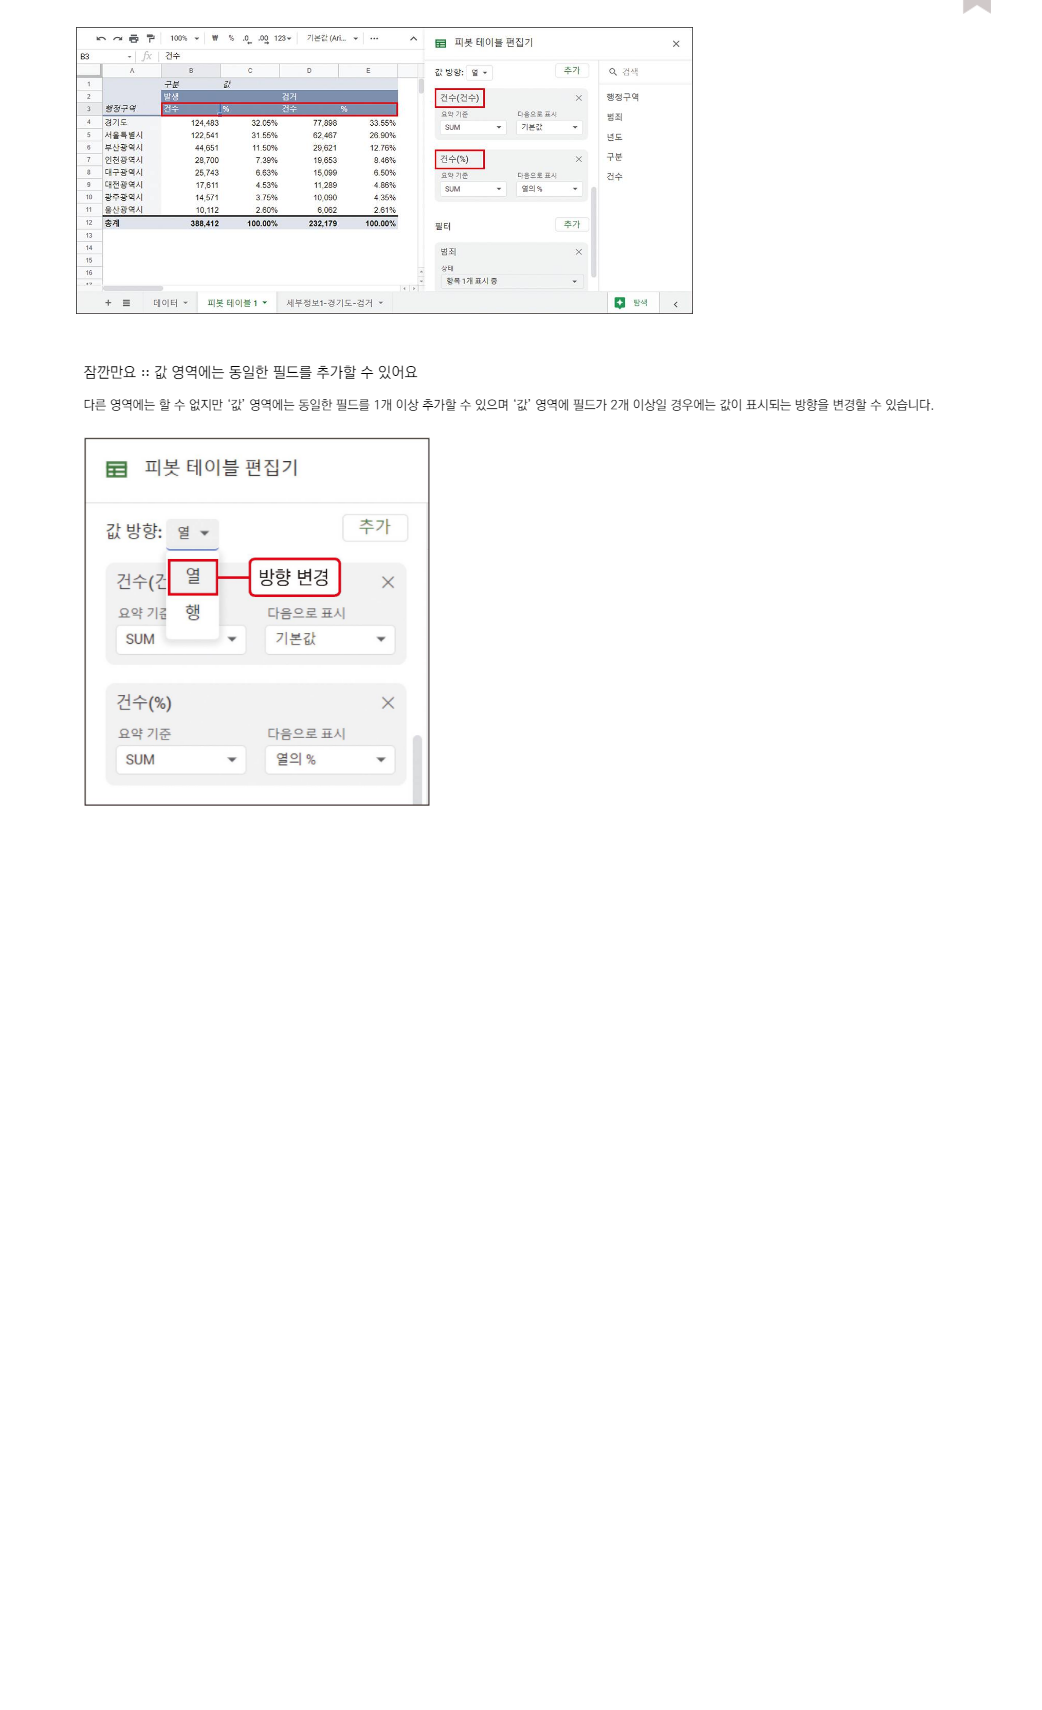 100% ₩ % .0 .00 123 기본값 (Ari... ···
피봇 테이블 편집기
B3 fx 건수
값 방향: 열 추가 검색
A B C D E
1 구분 값
2 발생 검거
3 행정구역 건수 % 건수 %
4 경기도 124,483 32.05% 77,898 33.55%
5 서울특별시 122,541 31.55% 62,467 26.90%
6 부산광역시 44,651 11.50% 29,621 12.76%
7 인천광역시 28,700 7.39% 19,653 8.46%
8 대구광역시 25,743 6.63% 15,099 6.50%
9 대전광역시 17,611 4.53% 11,289 4.86%
10 광주광역시 14,571 3.75% 10,090 4.35%
11 울산광역시 10,112 2.60% 6,062 2.61%
12 총계 388,412 100.00% 232,179 100.00%
13
14
15
16
건수(건수)
요약 기준 다음으로 표시
SUM 기본값
건수(%)
요약 기준 다음으로 표시
SUM 열의 %
필터 추가
범죄
상태
항목 1개 표시 중
행정구역
범죄
년도
구분
건수
데이터 피봇 테이블 1 세부정보1-경기도-검거 탐색
잠깐만요 :: 값 영역에는 동일한 필드를 추가할 수 있어요
다른 영역에는 할 수 없지만 ‘값’ 영역에는 동일한 필드를 1개 이상 추가할 수 있으며 ‘값’ 영역에 필드가 2개 이상일 경우에는 값이 표시되는 방향을 변경할 수 있습니다.
피봇 테이블 편집기
값 방향: 열 추가
건수(건 열 방향 변경
요약 기준 행 다음으로 표시
SUM 기본값
건수(%)
요약 기준 다음으로 표시
SUM 열의 %